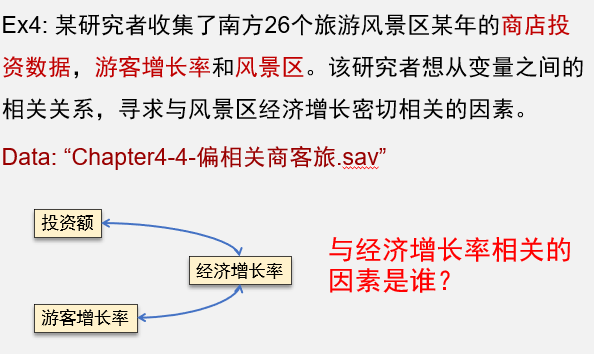 Ex4: 某研究者收集了南方26个旅游风景区某年的商店投
资数据，游客增长率和风景区。该研究者想从变量之间的
相关关系，寻求与风景区经济增长密切相关的因素。
Data: “Chapter4-4-偏相关商客旅.sav”
投资额
经济增长率
游客增长率
与经济增长率相关的
因素是谁？